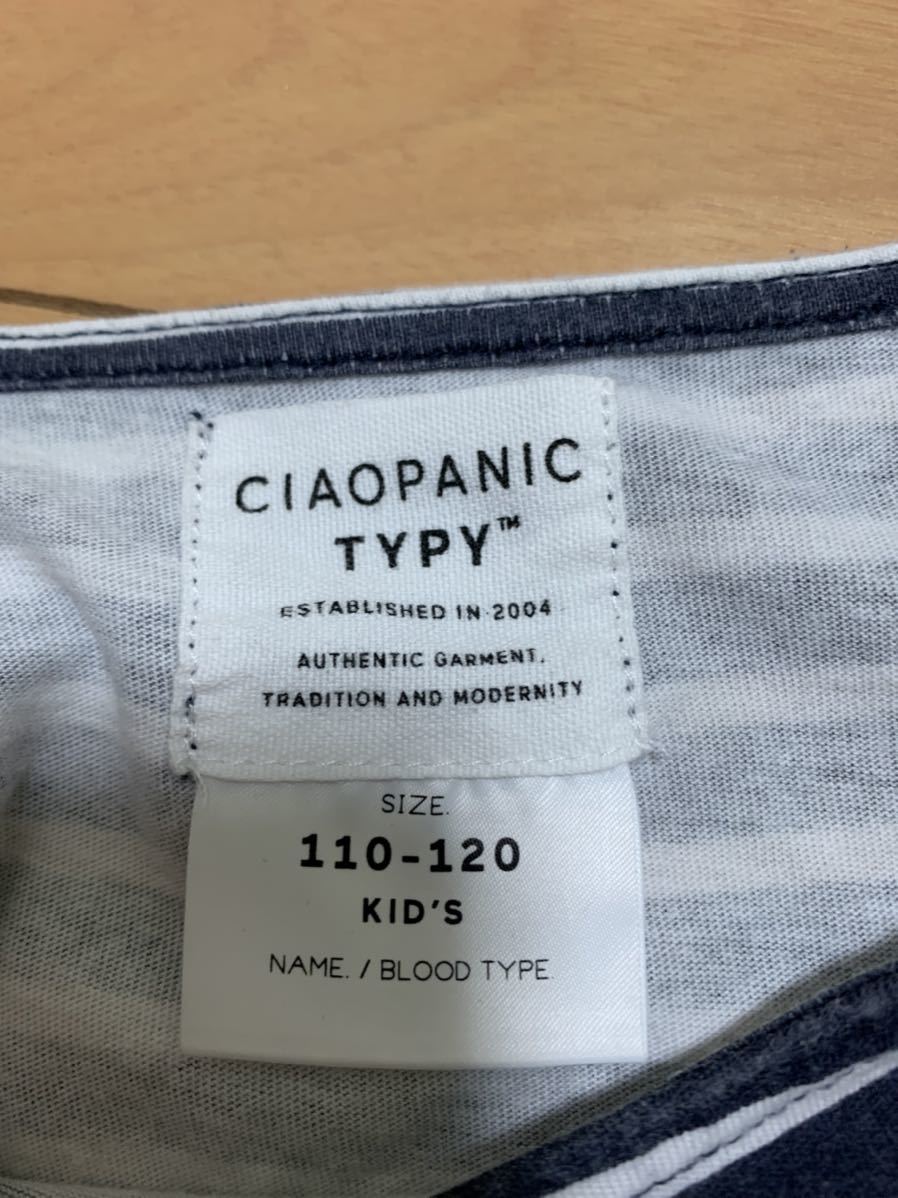 CIAOPANIC
TYPY™
ESTABLISHED IN 2004
AUTHENTIC GARMENT.
TRADITION AND MODERNITY
SIZE.
110-120
KID'S
NAME. / BLOOD TYPE.